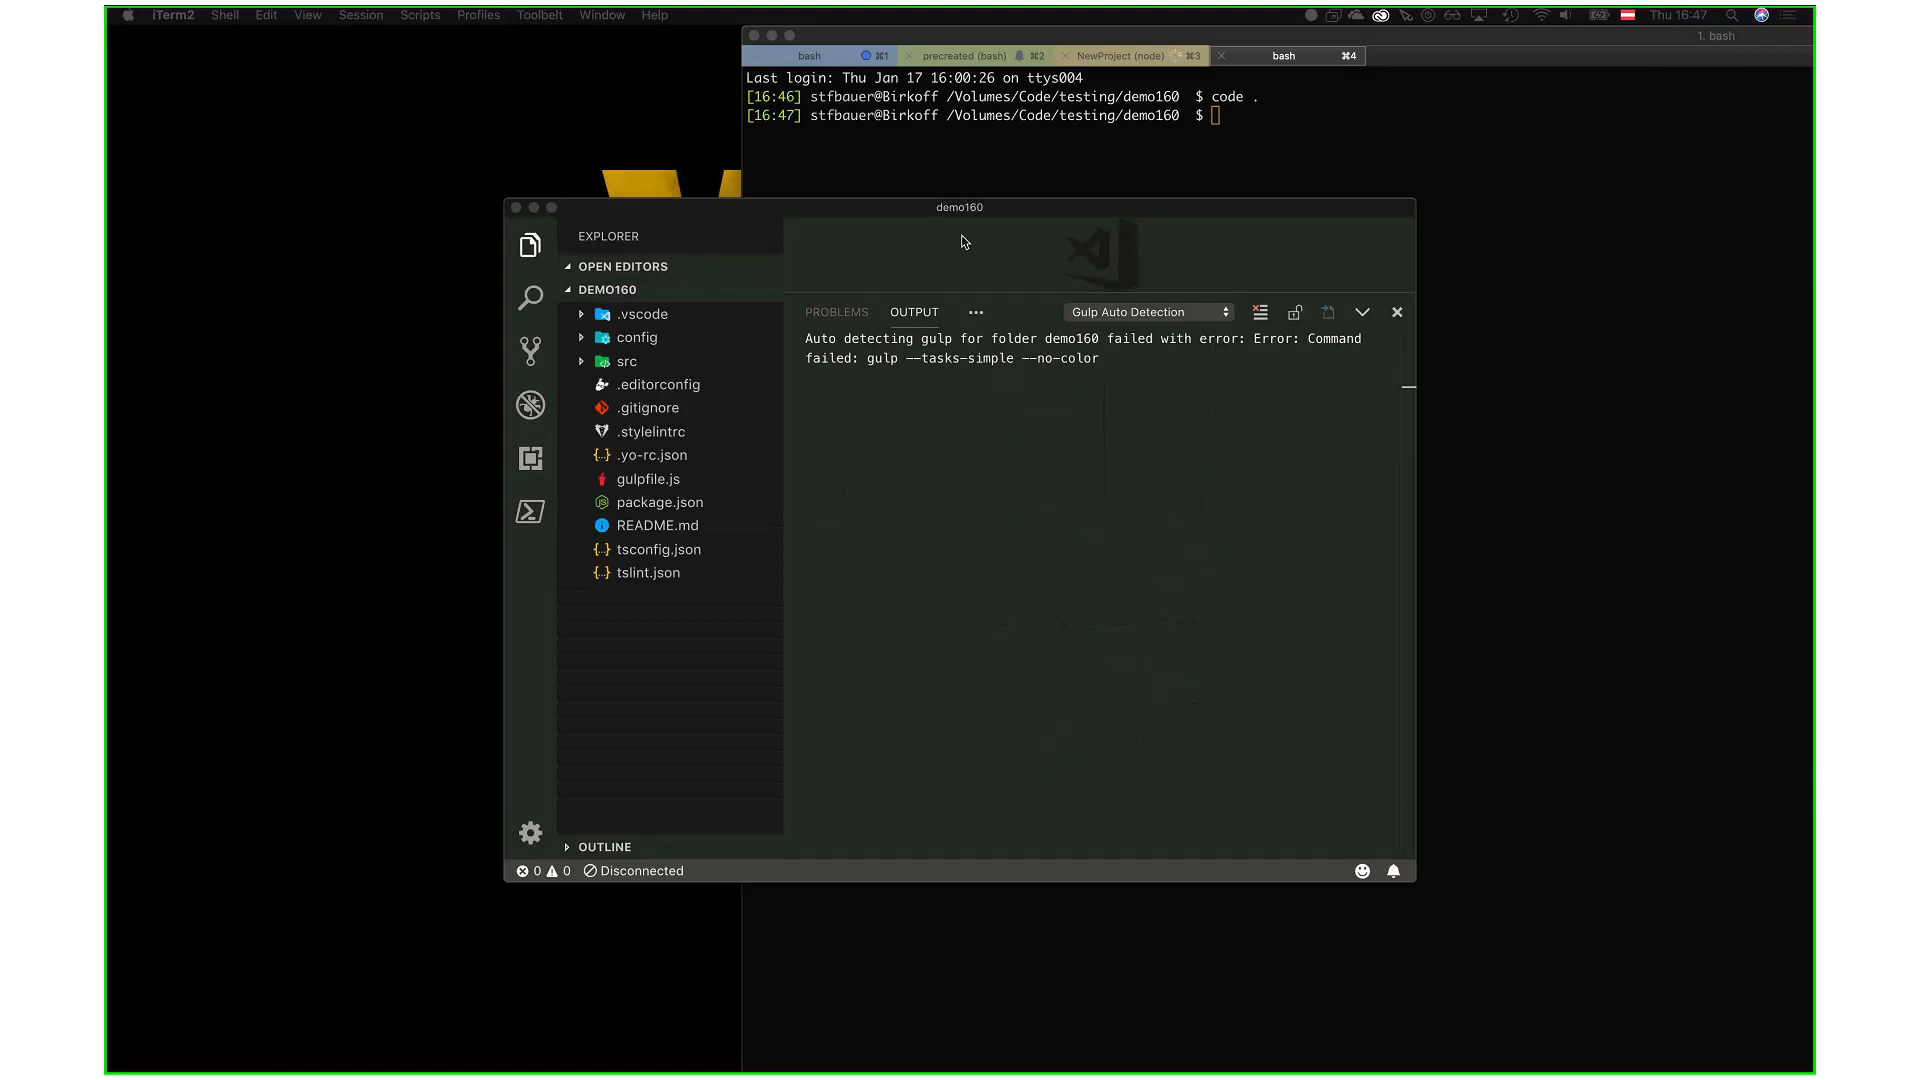 iTerm2 Shell Edit View Session Scripts Profiles Toolbelt Window Help Thu 16:47
1. bash
bash ⌘1 precreated (bash) ⌘2 NewProject (node) ⌘3 bash ⌘4
Last login: Thu Jan 17 16:00:26 on ttys004
[16:46] stfbauer@Birkoff /Volumes/Code/testing/demo160 $ code .
[16:47] stfbauer@Birkoff /Volumes/Code/testing/demo160 $
demo160
EXPLORER
OPEN EDITORS
DEMO160
.vscode
config
src
.editorconfig
.gitignore
.stylelintrc
.yo-rc.json
gulpfile.js
package.json
README.md
tsconfig.json
tslint.json
OUTLINE
PROBLEMS OUTPUT ... Gulp Auto Detection
Auto detecting gulp for folder demo160 failed with error: Error: Command
failed: gulp --tasks-simple --no-color
0 0 Disconnected